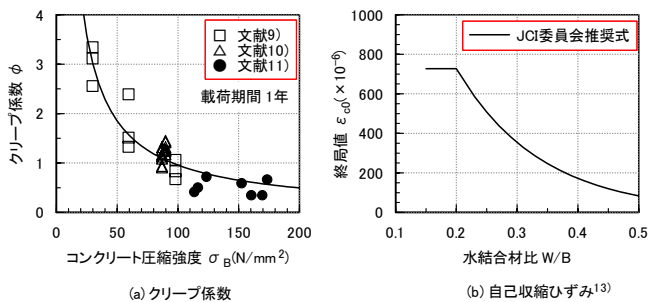 4
3
2
1
0
クリープ係数 φ
□ 文献9)
△ 文献10)
● 文献11)
載荷期間 1年
0 50 100 150 200
コンクリート圧縮強度 σB(N/mm²)
(a) クリープ係数
1000
800
600
400
200
0
終局値 εc0(×10⁻⁶)
JCI委員会推奨式
0.1 0.2 0.3 0.4 0.5
水結合材比 W/B
(b) 自己収縮ひずみ¹³⁾